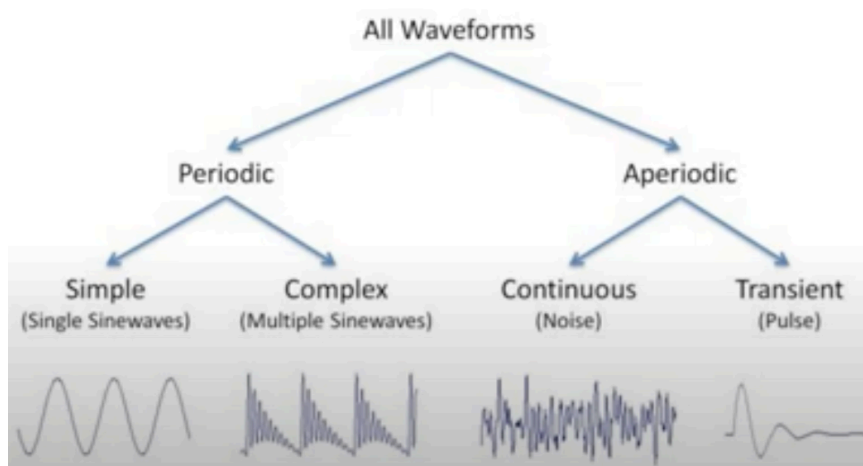 All Waveforms
Periodic
Aperiodic
Simple
(Single Sinewaves)
Complex
(Multiple Sinewaves)
Continuous
(Noise)
Transient
(Pulse)